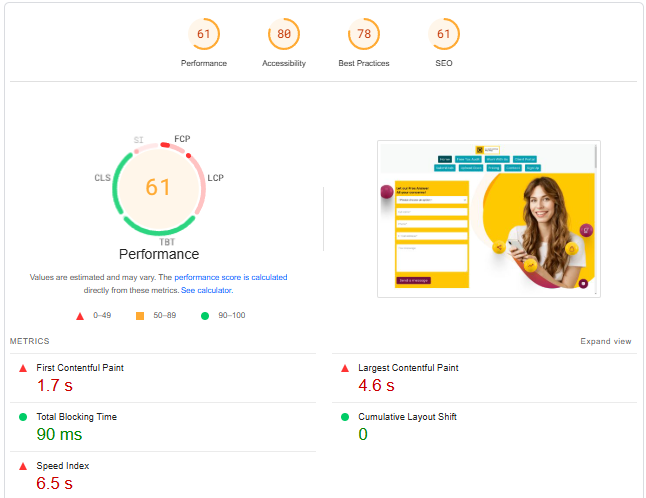 61 80 78 61
Performance Accessibility Best Practices SEO
SI FCP
CLS LCP
61
TBT
Performance
Values are estimated and may vary. The performance score is calculated
directly from these metrics. See calculator.
0–49 50–89 90–100
METRICS Expand view
First Contentful Paint
1.7 s
Largest Contentful Paint
4.6 s
Total Blocking Time
90 ms
Cumulative Layout Shift
0
Speed Index
6.5 s
Send a message